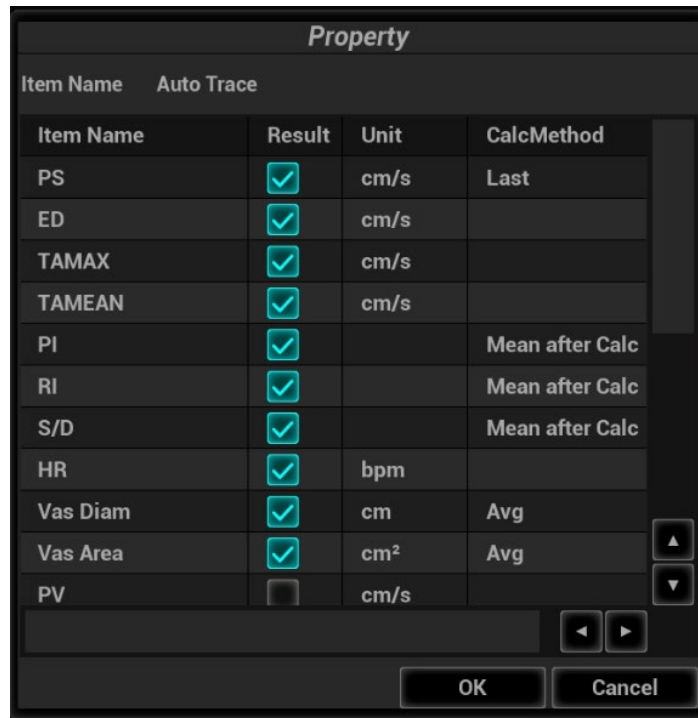 Property
Item Name Auto Trace
Item Name Result Unit CalcMethod
PS cm/s Last
ED cm/s
TAMAX cm/s
TAMEAN cm/s
PI Mean after Calc
RI Mean after Calc
S/D Mean after Calc
HR bpm
Vas Diam cm Avg
Vas Area cm² Avg
PV cm/s
OK Cancel